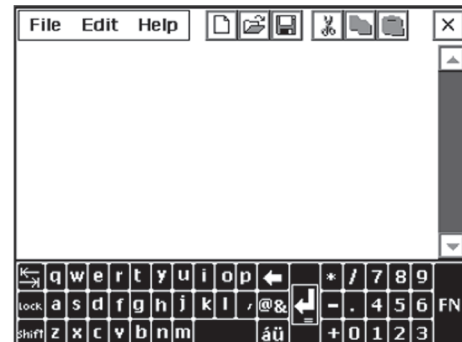 File Edit Help
q w e r t y u i o p * / 7 8 9
Lock a s d f g h j k l , @& - . 4 5 6 FN
Shift z x c v b n m áü + 0 1 2 3